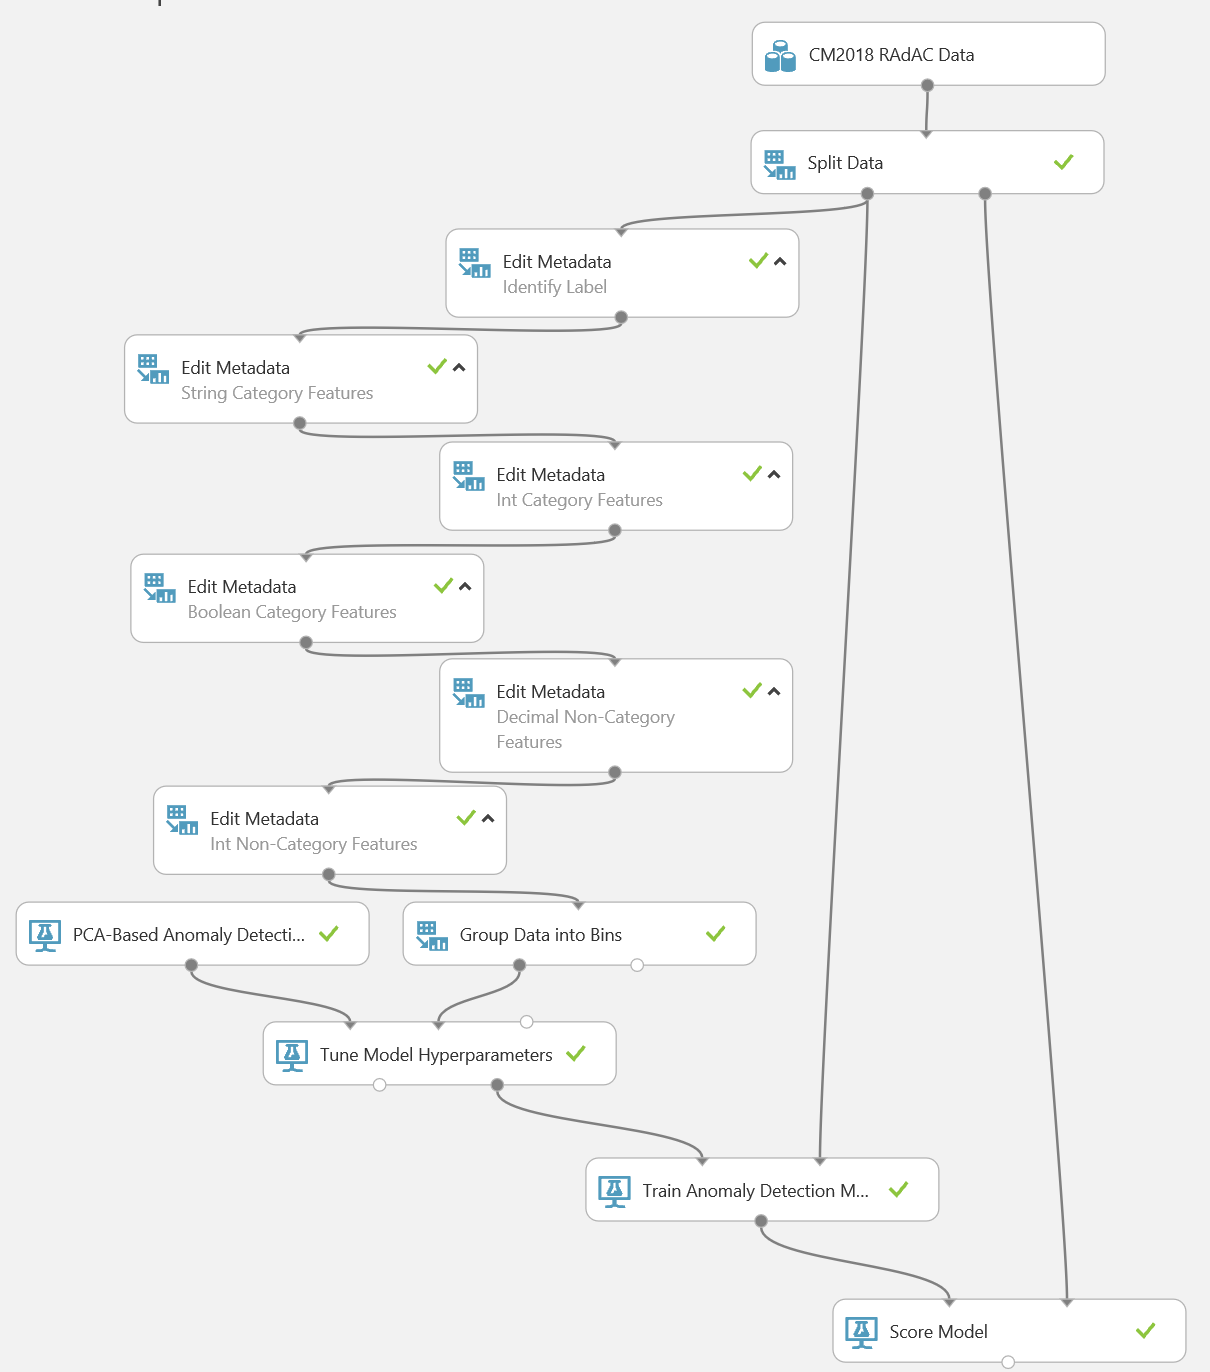 CM2018 RAdAC Data
Split Data
Edit Metadata
Identify Label
Edit Metadata
String Category Features
Edit Metadata
Int Category Features
Edit Metadata
Boolean Category Features
Edit Metadata
Decimal Non-Category
Features
Edit Metadata
Int Non-Category Features
PCA-Based Anomaly Detecti...
Group Data into Bins
Tune Model Hyperparameters
Train Anomaly Detection M...
Score Model